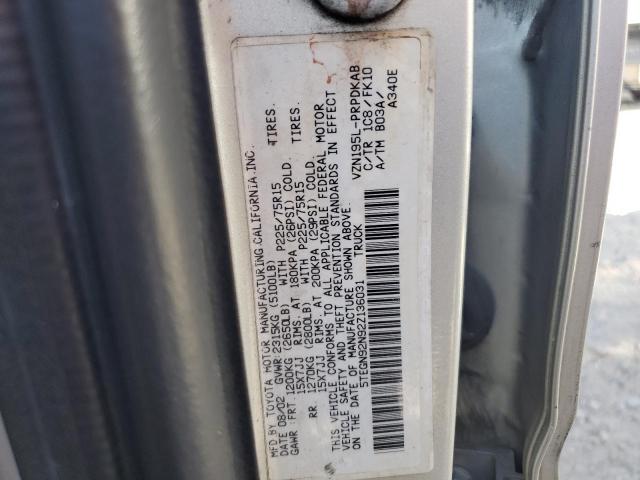 MFD BY TOYOTA MOTOR MANUFACTURING CALIFORNIA, INC.
DATE 08/02 GVWR 2315KG (5100LB)
GAWR FRT. 1200KG (2650LB) WITH P225/75R15 TIRES.
15X7JJ RIMS. AT 180KPA (26PSI) COLD.
RR. 1270KG (2800LB) WITH P225/75R15 TIRES.
15X7JJ RIMS. AT 200KPA (29PSI) COLD.
THIS VEHICLE CONFORMS TO ALL APPLICABLE FEDERAL MOTOR
VEHICLE SAFETY AND THEFT PREVENTION STANDARDS IN EFFECT
ON THE DATE OF MANUFACTURE SHOWN ABOVE.
5TEGN92N92Z136031 TRUCK
VZN195L-PRPDKAB
C/TR 1C8/FK10
A/TM B03A/
A340E